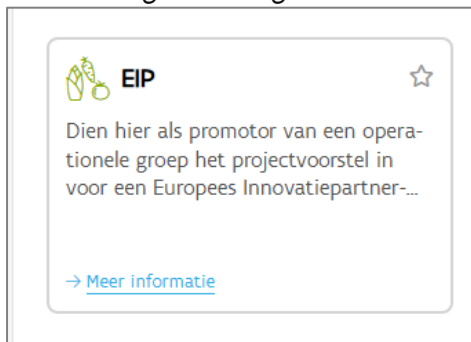 EIP
Dien hier als promotor van een opera-
tionele groep het projectvoorstel in
voor een Europees Innovatiepartner-...
→ Meer informatie